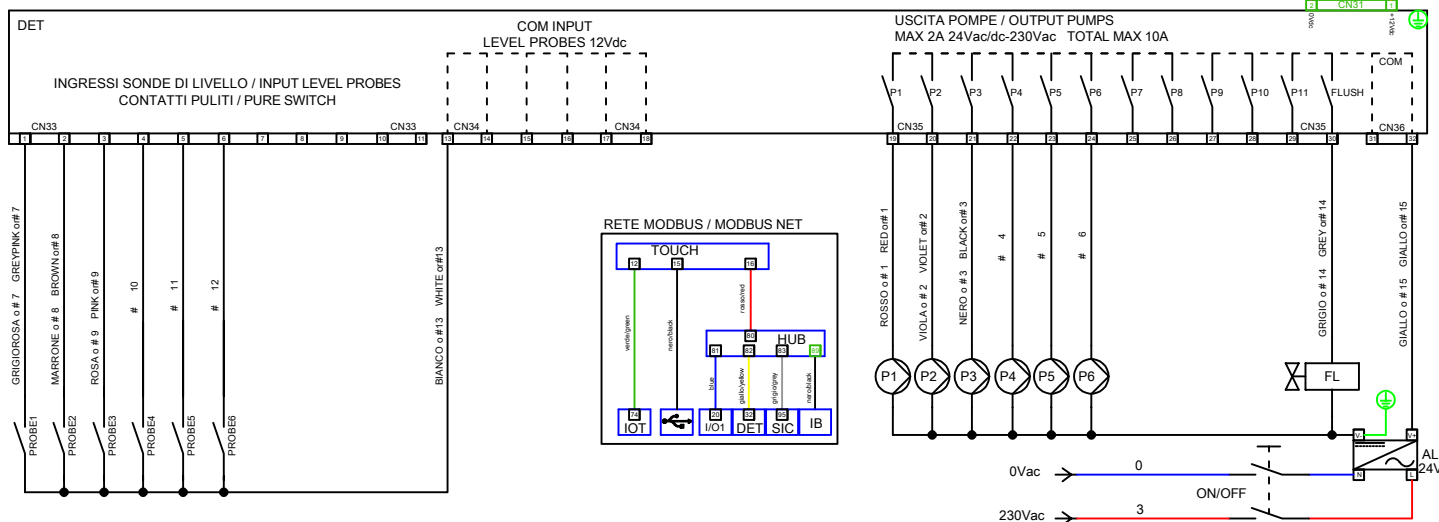 DET
COM INPUT
LEVEL PROBES 12Vdc
USCITA POMPE / OUTPUT PUMPS
MAX 2A 24Vac/dc-230Vac TOTAL MAX 10A
2 CN31 1
0Vdc +12Vdc
INGRESSI SONDE DI LIVELLO / INPUT LEVEL PROBES
CONTATTI PULITI / PURE SWITCH
COM
P1 P2 P3 P4 P5 P6 P7 P8 P9 P10 P11 FLUSH
CN33 CN33 CN34 CN34 CN35 CN35 CN36
1 2 3 4 5 6 7 8 9 10 11 13 14 15 16 17 18 19 20 21 22 23 24 25 26 27 28 29 30 31 32
GRIGIOROSA o # 7 GREYPINK or# 7
MARRONE o # 8 BROWN or# 8
ROSA o # 9 PINK or# 9
# 10
# 11
# 12
BIANCO o #13 WHITE or#13
ROSSO o # 1 RED or# 1
VIOLA o # 2 VIOLET or# 2
NERO o # 3 BLACK or# 3
# 4
# 5
# 6
GRIGIO o # 14 GREY or# 14
GIALLO o # 15 GIALLO or# 15
RETE MODBUS / MODBUS NET
TOUCH
12 15 16
verde/green
nero/black
rosso/red
80
HUB
81 82 83 89
blue
giallo/yellow
grigio/grey
nero/black
74 20 32 95
IOT I/O1 DET SIC IB
P1 P2 P3 P4 P5 P6 FL
PROBE1
PROBE2
PROBE3
PROBE4
PROBE5
PROBE6
V- V+
AL
24V
N L
0Vac 0
ON/OFF
230Vac 3